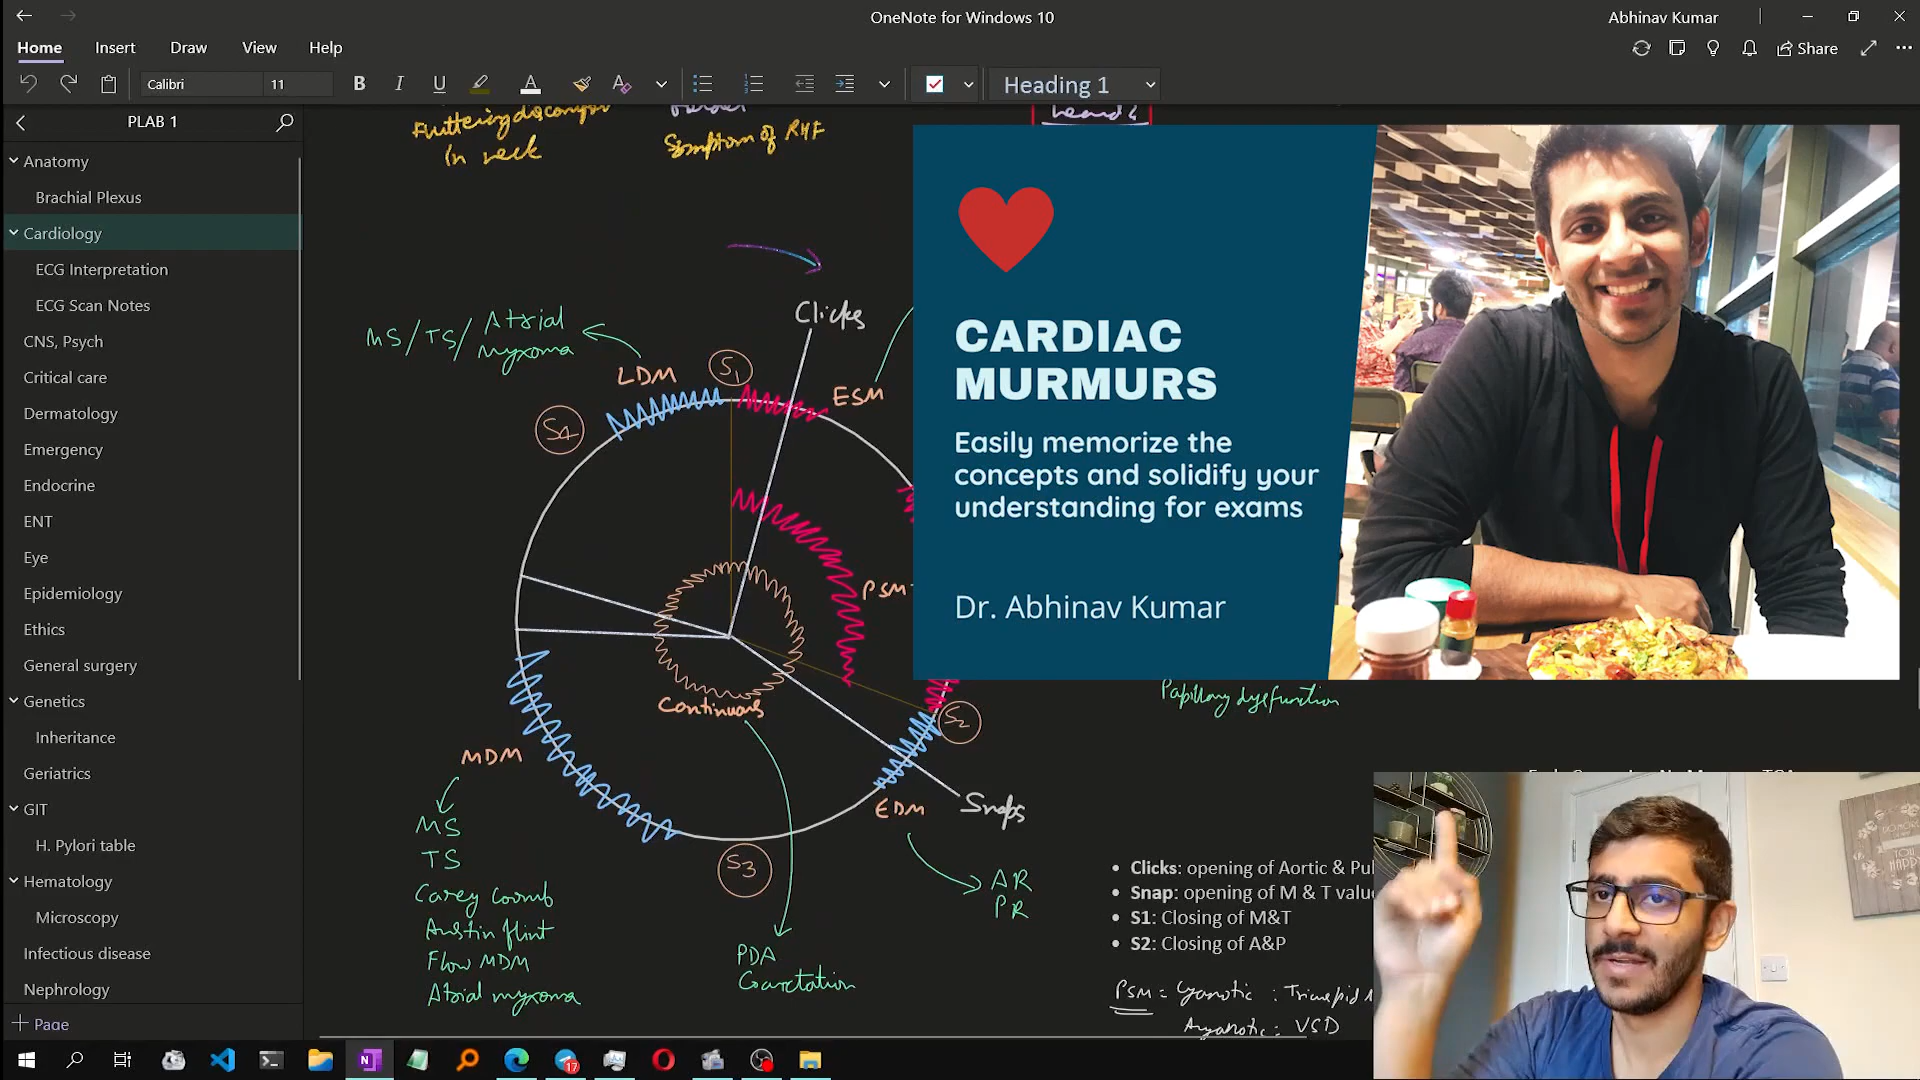 OneNote for Windows 10
Abhinav Kumar
Home
Insert
Draw
View
Help
Share
Calibri
11
B
I
U
A
A
Heading 1
PLAB 1
Anatomy
Brachial Plexus
Cardiology
ECG Interpretation
ECG Scan Notes
CNS, Psych
Critical care
Dermatology
Emergency
Endocrine
ENT
Eye
Epidemiology
Ethics
General surgery
Genetics
Inheritance
Geriatrics
GIT
H. Pylori table
Hematology
Microscopy
Infectious disease
Nephrology
Page
Fluttering discomfort
in neck
Symptom of RHF
Clicks
MS/TS/ Atrial
myxoma
LDM
S1
ESM
S4
PSM
Continuous
S2
MDM
EDM
Snaps
S3
MS
TS
Carey Coomb
Austin flint
Flow MDM
Atrial myxoma
AR
PR
PDA
Coarctation
Papillary dysfunction
CARDIAC
MURMURS
Easily memorize the
concepts and solidify your
understanding for exams
Dr. Abhinav Kumar
• Clicks: opening of Aortic &
• Snap: opening of M & T
• S1: Closing of M&T
• S2: Closing of A&P
PSM = Cyanotic :
Acyanotic: VSD
17